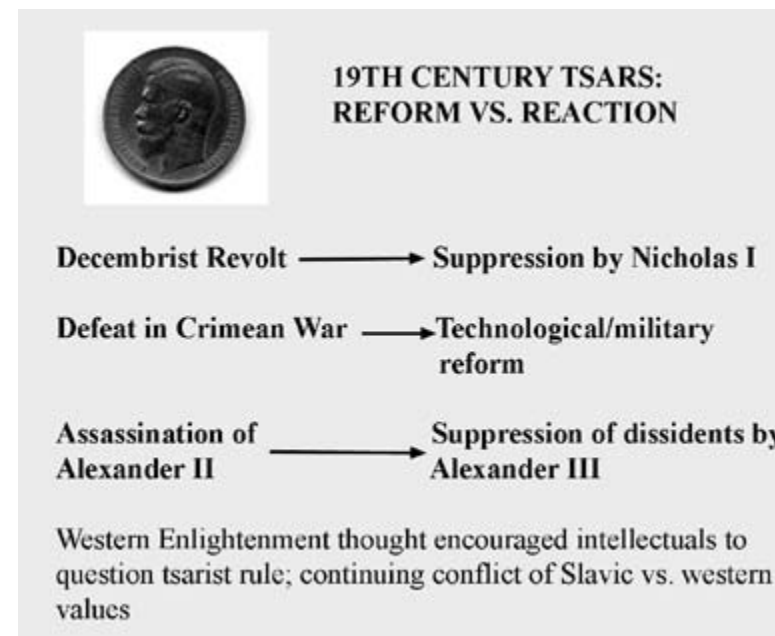 19TH CENTURY TSARS:
REFORM VS. REACTION
Decembrist Revolt → Suppression by Nicholas I
Defeat in Crimean War → Technological/military
reform
Assassination of Suppression of dissidents by
Alexander II → Alexander III
Western Enlightenment thought encouraged intellectuals to
question tsarist rule; continuing conflict of Slavic vs. western
values